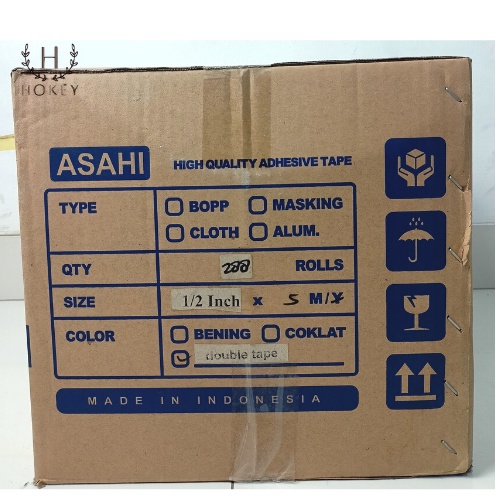 H
HOKEY
ASAHI HIGH QUALITY ADHESIVE TAPE
TYPE BOPP MASKING
CLOTH ALUM.
QTY 200 ROLLS
SIZE 1/2 Inch x 5 M/Y
COLOR BENING COKLAT
double tape
MADE IN INDONESIA